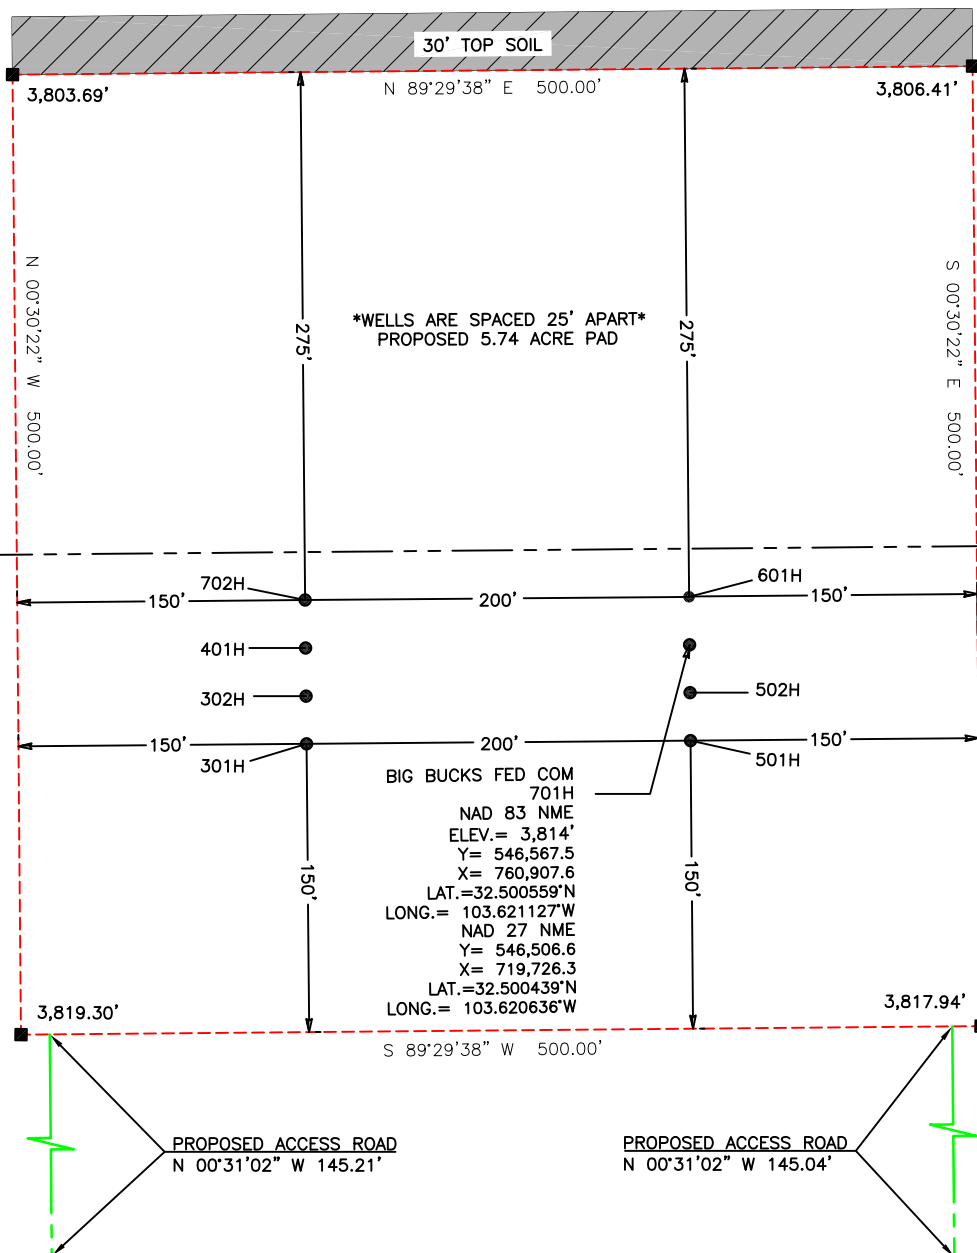 30' TOP SOIL
3,803.69'
N 89°29'38" E 500.00'
3,806.41'
N 00°30'22" W 500.00'
S 00°30'22" E 500.00'
275'
*WELLS ARE SPACED 25' APART*
PROPOSED 5.74 ACRE PAD
275'
702H
601H
150'
200'
150'
401H
302H
502H
150'
200'
150'
301H
501H
BIG BUCKS FED COM
701H
NAD 83 NME
ELEV.= 3,814'
Y= 546,567.5
X= 760,907.6
LAT.=32.500559°N
LONG.= 103.621127°W
NAD 27 NME
Y= 546,506.6
X= 719,726.3
LAT.=32.500439°N
LONG.= 103.620636°W
150'
150'
3,819.30'
3,817.94'
S 89°29'38" W 500.00'
PROPOSED ACCESS ROAD
N 00°31'02" W 145.21'
PROPOSED ACCESS ROAD
N 00°31'02" W 145.04'